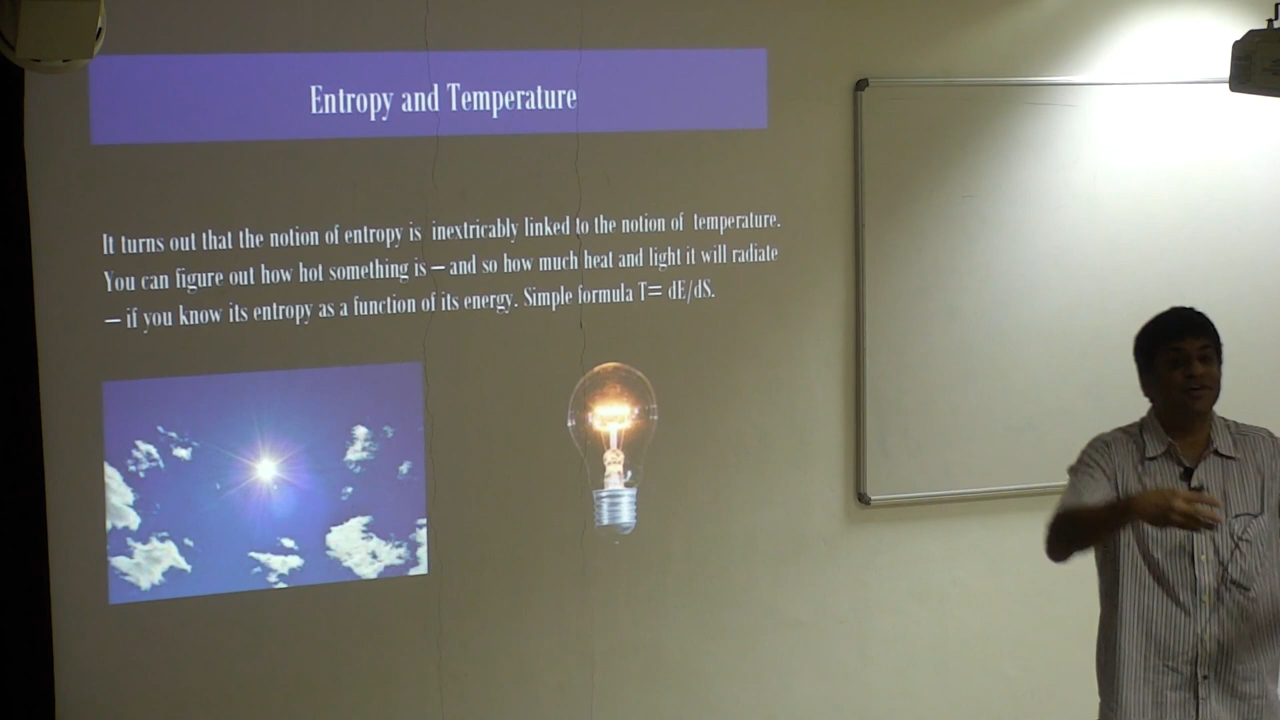 Entropy and Temperature
It turns out that the notion of entropy is inextricably linked to the notion of temperature.
You can figure out how hot something is – and so how much heat and light it will radiate
– if you know its entropy as a function of its energy. Simple formula T= dE/dS.